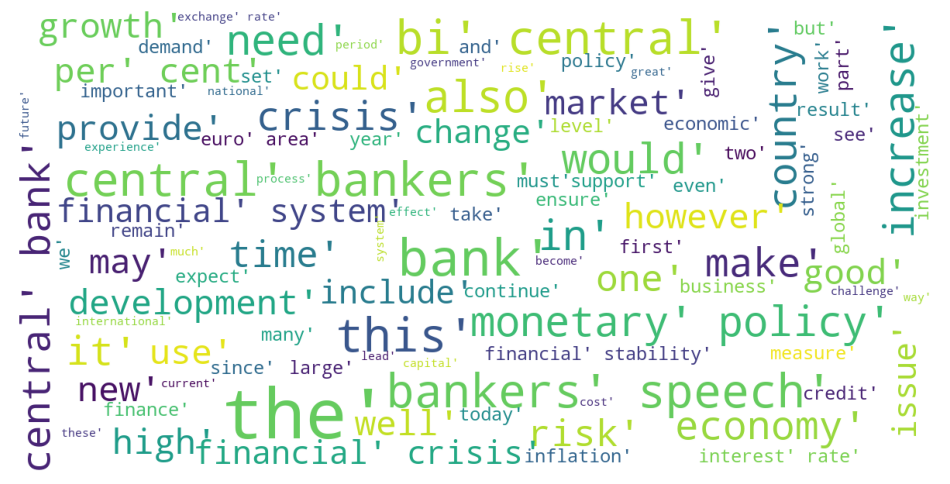 growth' exchange' rate' need' bi' central' but
demand' period' and' policy'
per' cent' set' could' government' rise' great' give' work' part'
important' national' also' market' country' increase'
future' provide' crisis' change' level' economic' result' see'
experience' euro' area' year would' two' strong' investment'
central' process' bankers' must' support' even'
financial' system' effect' take' ensure' however' global'
remain' in' first'
we' may' much' time' system' bank' become' make' good'
expect' one' business' challenge' way'
development' include' continue'
international' many' this' monetary' policy'
it' use' since' large' lead' capital' financial' stability' measure' issue'
new' current' bankers' speech' credit'
finance' the' cost'
these' well' today' risk' economy'
high' financial' crisis' inflation' interest' rate'
central' bank'